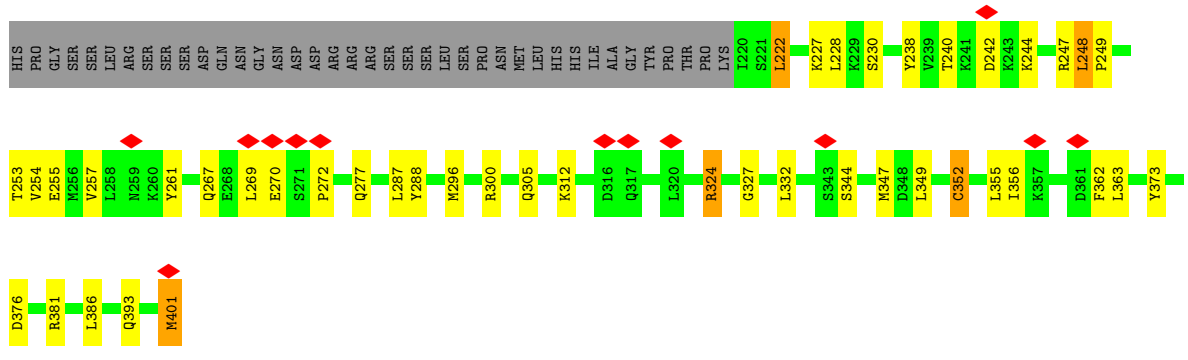 HIS PRO GLY SER SER LEU ARG SER SER SER ASP GLN ASN GLY ASN ASP ASP ARG ARG ARG SER SER SER LEU SER PRO ASN MET LEU HIS HIS ILE ALA GLY TYR PRO THR PRO LYS I220 S221 L222 K227 L228 K229 S230 Y238 V239 T240 K241 D242 K243 K244 R247 L248 P249
T253 V254 E255 M256 V257 L258 N259 K260 Y261 Q267 E268 L269 E270 S271 P272 Q277 L287 Y288 M296 R300 Q305 K312 D316 Q317 L320 R324 G327 L332 S343 S344 M347 D348 L349 C352 L355 I356 K357 D361 F362 L363 Y373
D376 R381 L386 Q393 M401